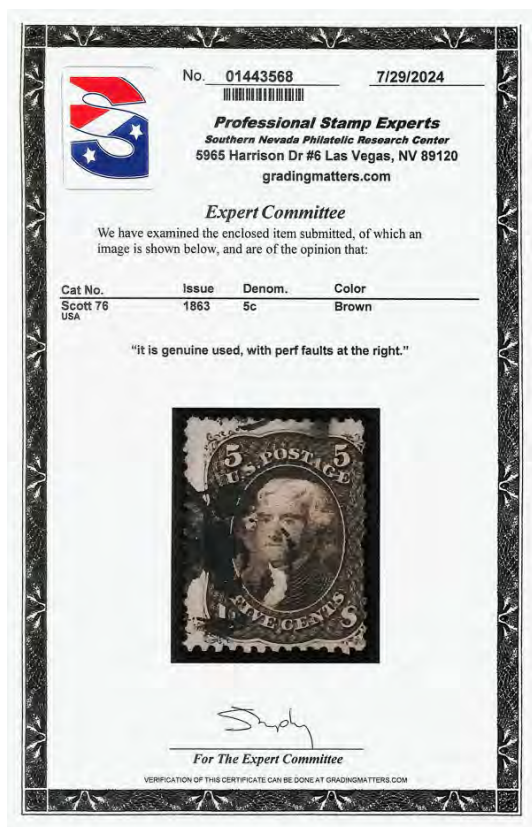 No. 01443568 7/29/2024
Professional Stamp Experts
Southern Nevada Philatelic Research Center
5965 Harrison Dr #6 Las Vegas, NV 89120
gradingmatters.com
Expert Committee
We have examined the enclosed item submitted, of which an
image is shown below, and are of the opinion that:
Cat No. Issue Denom. Color
Scott 76 1863 5c Brown
USA
"it is genuine used, with perf faults at the right."
5 5
U.S. POSTAGE
FIVE CENTS
S
For The Expert Committee
VERIFICATION OF THIS CERTIFICATE CAN BE DONE AT GRADINGMATTERS.COM